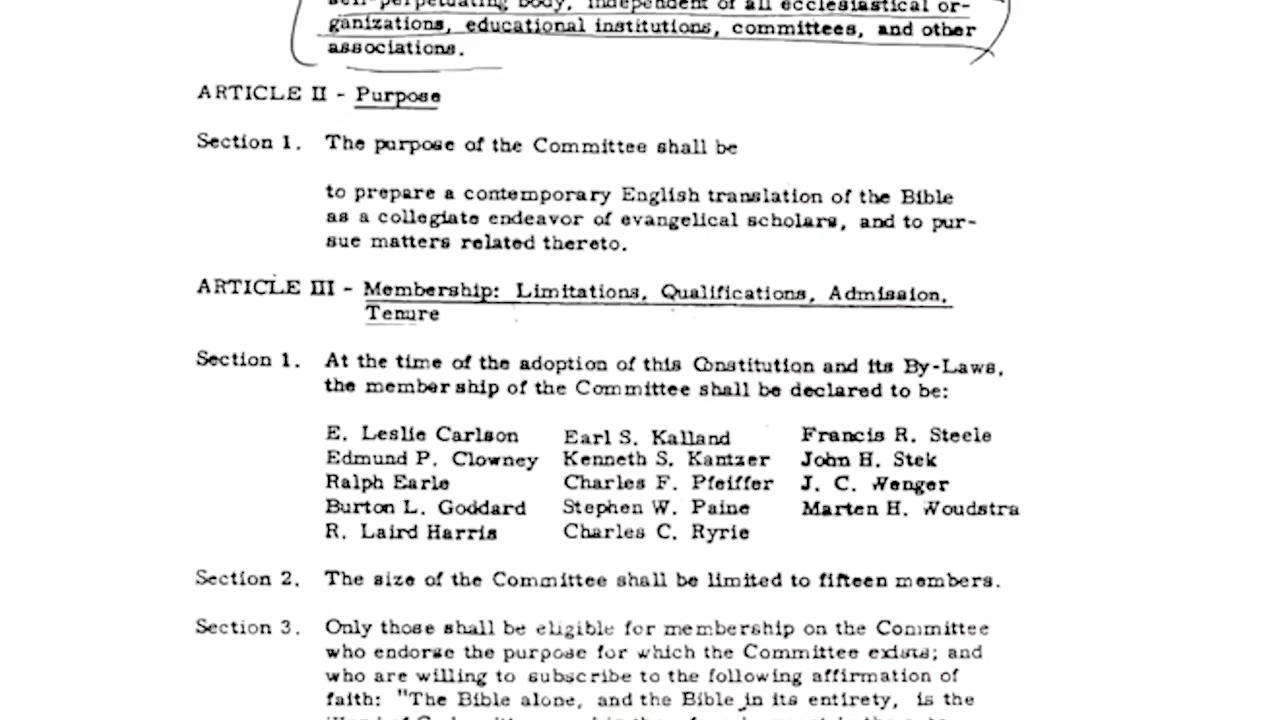 self-perpetuating body, independent of all ecclesiastical or-
ganizations, educational institutions, committees, and other
associations.
ARTICLE II - Purpose
Section 1. The purpose of the Committee shall be
to prepare a contemporary English translation of the Bible
as a collegiate endeavor of evangelical scholars, and to pur-
sue matters related thereto.
ARTICLE III - Membership: Limitations, Qualifications, Admission,
Tenure
Section 1. At the time of the adoption of this Constitution and its By-Laws,
the membership of the Committee shall be declared to be:
E. Leslie Carlson Earl S. Kalland Francis R. Steele
Edmund P. Clowney Kenneth S. Kantzer John H. Stek
Ralph Earle Charles F. Pfeiffer J. C. Wenger
Burton L. Goddard Stephen W. Paine Marten H. Woudstra
R. Laird Harris Charles C. Ryrie
Section 2. The size of the Committee shall be limited to fifteen members.
Section 3. Only those shall be eligible for membership on the Committee
who endorse the purpose for which the Committee exists; and
who are willing to subscribe to the following affirmation of
faith: "The Bible alone, and the Bible in its entirety, is the